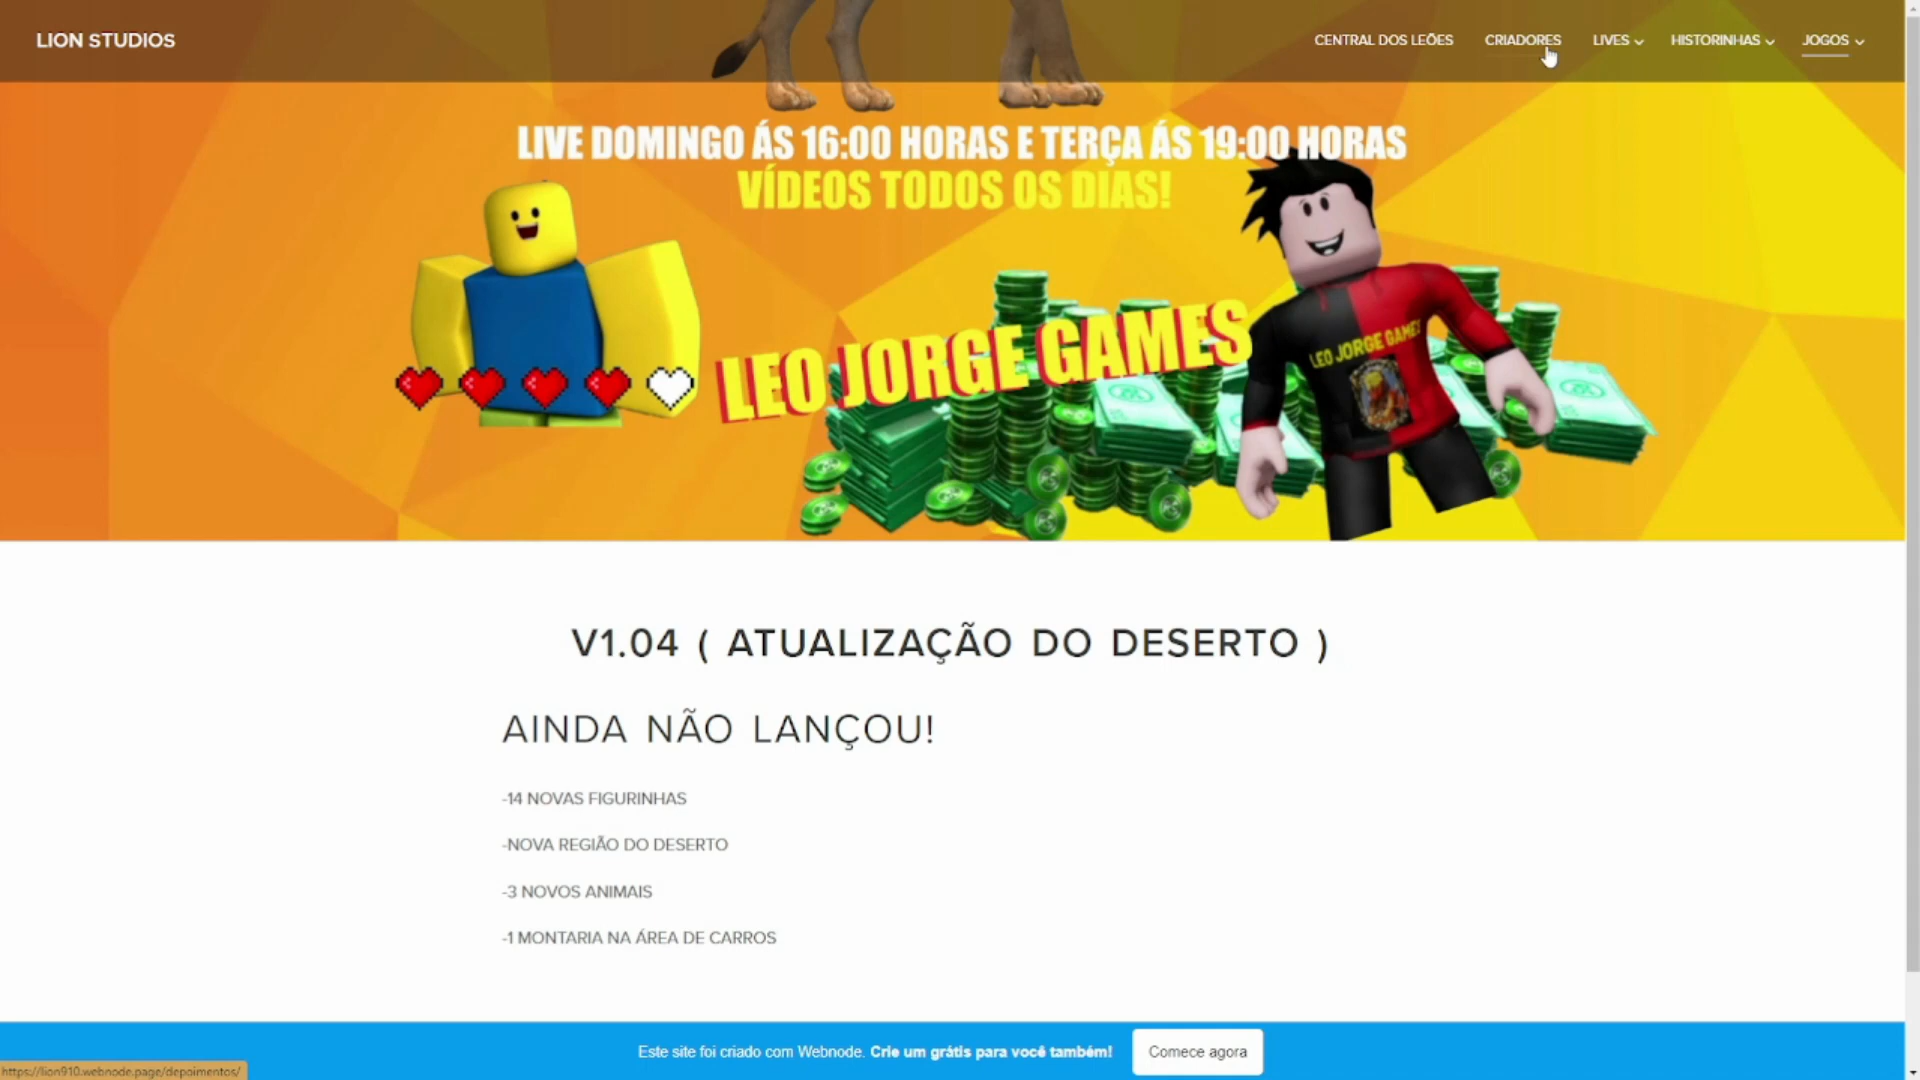 LION STUDIOS
CENTRAL DOS LEÕES
CRIADORES
LIVES
HISTORINHAS
JOGOS
LIVE DOMINGO ÁS 16:00 HORAS E TERÇA ÁS 19:00 HORAS
VÍDEOS TODOS OS DIAS!
LEO JORGE GAMES
LEO JORGE GAMES
V1.04 ( ATUALIZAÇÃO DO DESERTO )
AINDA NÃO LANÇOU!
-14 NOVAS FIGURINHAS
-NOVA REGIÃO DO DESERTO
-3 NOVOS ANIMAIS
-1 MONTARIA NA ÁREA DE CARROS
Este site foi criado com Webnode. Crie um grátis para você também!
Comece agora
https://lion910.webnode.page/depoimentos/